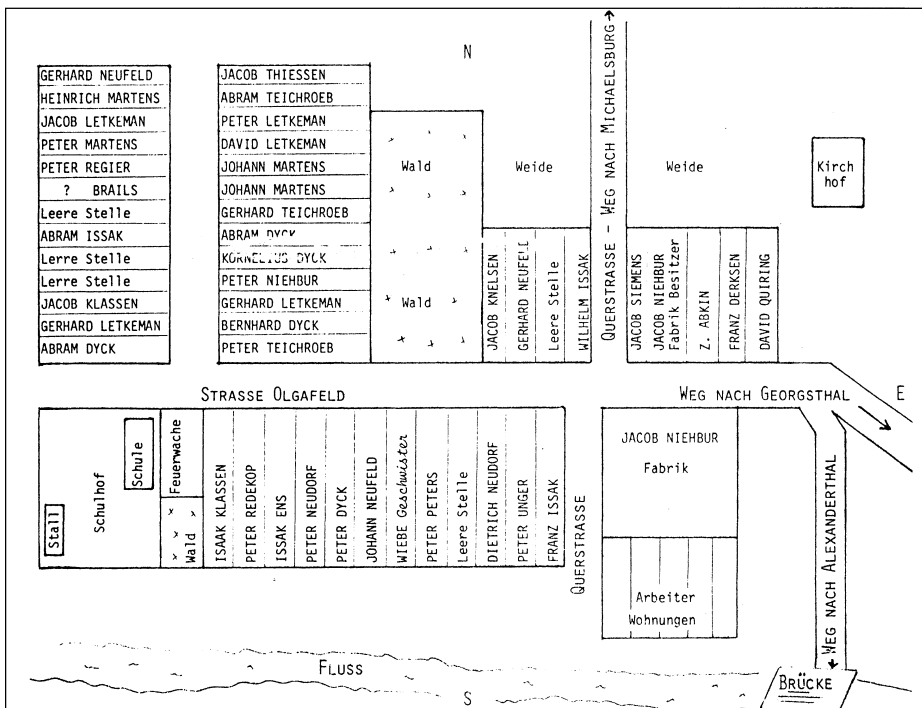 N
GERHARD NEUFELD
HEINRICH MARTENS
JACOB LETKEMAN
PETER MARTENS
PETER REGIER
? BRAILS
Leere Stelle
ABRAM ISSAK
Lerre Stelle
Lerre Stelle
JACOB KLASSEN
GERHARD LETKEMAN
ABRAM DYCK
JACOB THIESSEN
ABRAM TEICHROEB
PETER LETKEMAN
DAVID LETKEMAN
JOHANN MARTENS
JOHANN MARTENS
GERHARD TEICHROEB
ABRAM DYCK
KORNELIUS DYCK
PETER NIEHBUR
GERHARD LETKEMAN
BERNHARD DYCK
PETER TEICHROEB
Wald
Wald
Weide
JACOB KNELSEN
GERHARD NEUFELD
Leere Stelle
WILHELM ISSAK
QUERSTRASSE - WEG NACH MICHAELSBURG
Weide
Kirch
hof
JACOB SIEMENS
JACOB NIEHBUR
Fabrik Besitzer
Z. ABKIN
FRANZ DERKSEN
DAVID QUIRING
STRASSE OLGAFELD
WEG NACH GEORGSTHAL
E
Stall
Schulhof
Schule
Feuerwache
Wald
ISAAK KLASSEN
PETER REDEKOP
ISSAK ENS
PETER NEUDORF
PETER DYCK
JOHANN NEUFELD
WIEBE Geschwister
PETER PETERS
Leere Stelle
DIETRICH NEUDORF
PETER UNGER
FRANZ ISSAK
QUERSTRASSE
JACOB NIEHBUR
Fabrik
Arbeiter
Wohnungen
WEG NACH ALEXANDERTHAL
FLUSS
S
BRÜCKE